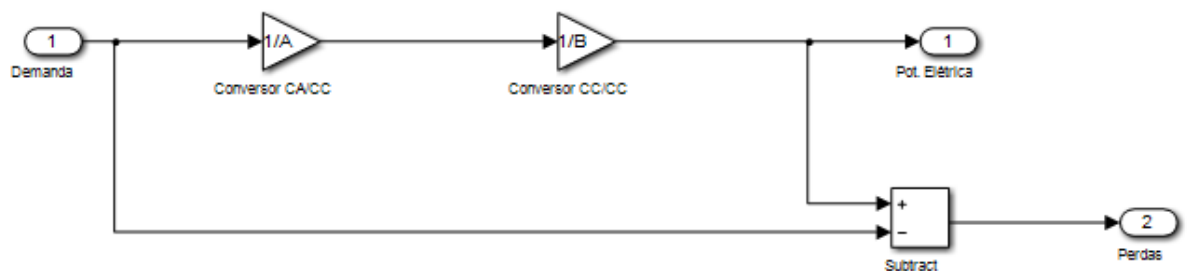 1
Demanda
1/A
Conversor CA/CC
1/B
Conversor CC/CC
1
Pot. Elétrica
+
−
Subtract
2
Perdas